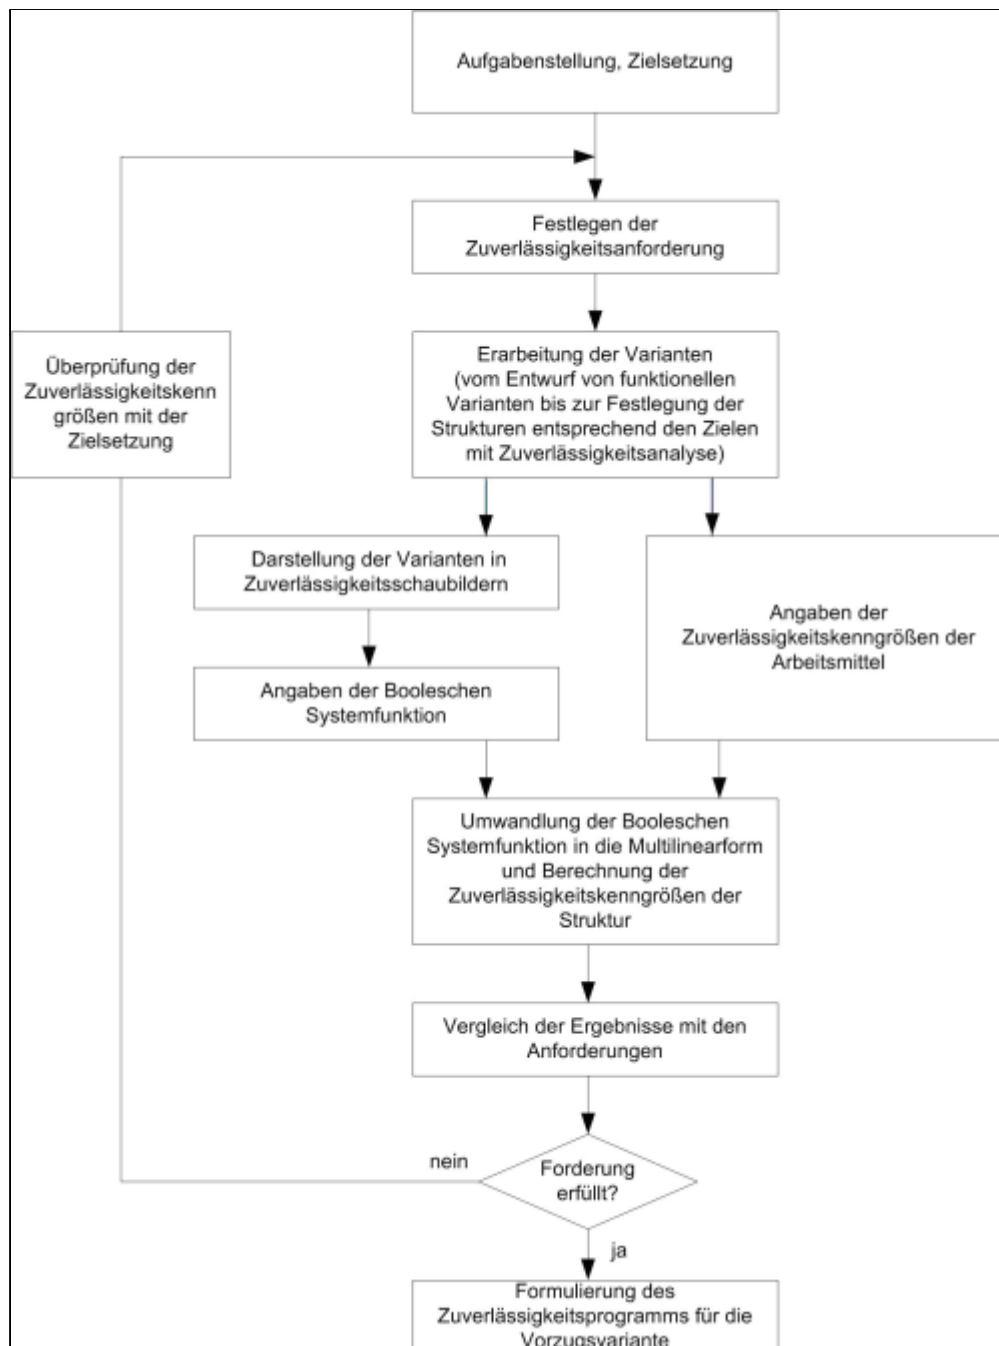 Aufgabenstellung, Zielsetzung
Festlegen der
Zuverlässigkeitsanforderung
Überprüfung der
Zuverlässigkeitskenn
größen mit der
Zielsetzung
Erarbeitung der Varianten
(vom Entwurf von funktionellen
Varianten bis zur Festlegung der
Strukturen entsprechend den Zielen
mit Zuverlässigkeitsanalyse)
Darstellung der Varianten in
Zuverlässigkeitsschaubildern
Angaben der
Zuverlässigkeitskenngrößen der
Arbeitsmittel
Angaben der Booleschen
Systemfunktion
Umwandlung der Booleschen
Systemfunktion in die Multilinearform
und Berechnung der
Zuverlässigkeitskenngrößen der
Struktur
Vergleich der Ergebnisse mit den
Anforderungen
nein
Forderung
erfüllt?
ja
Formulierung des
Zuverlässigkeitsprogramms für die
Vorzugsvariante